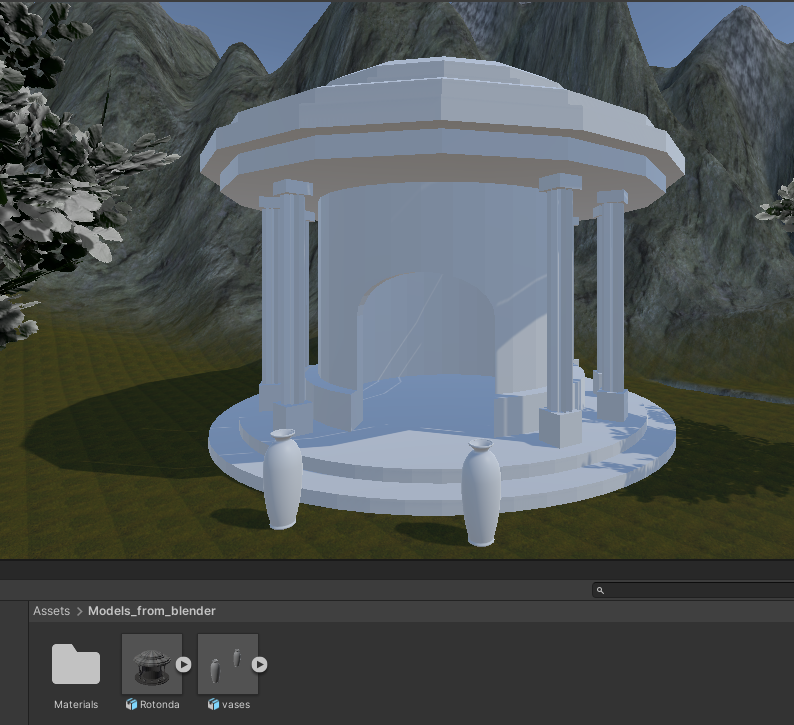 Assets > Models_from_blender
Materials
Rotonda
vases